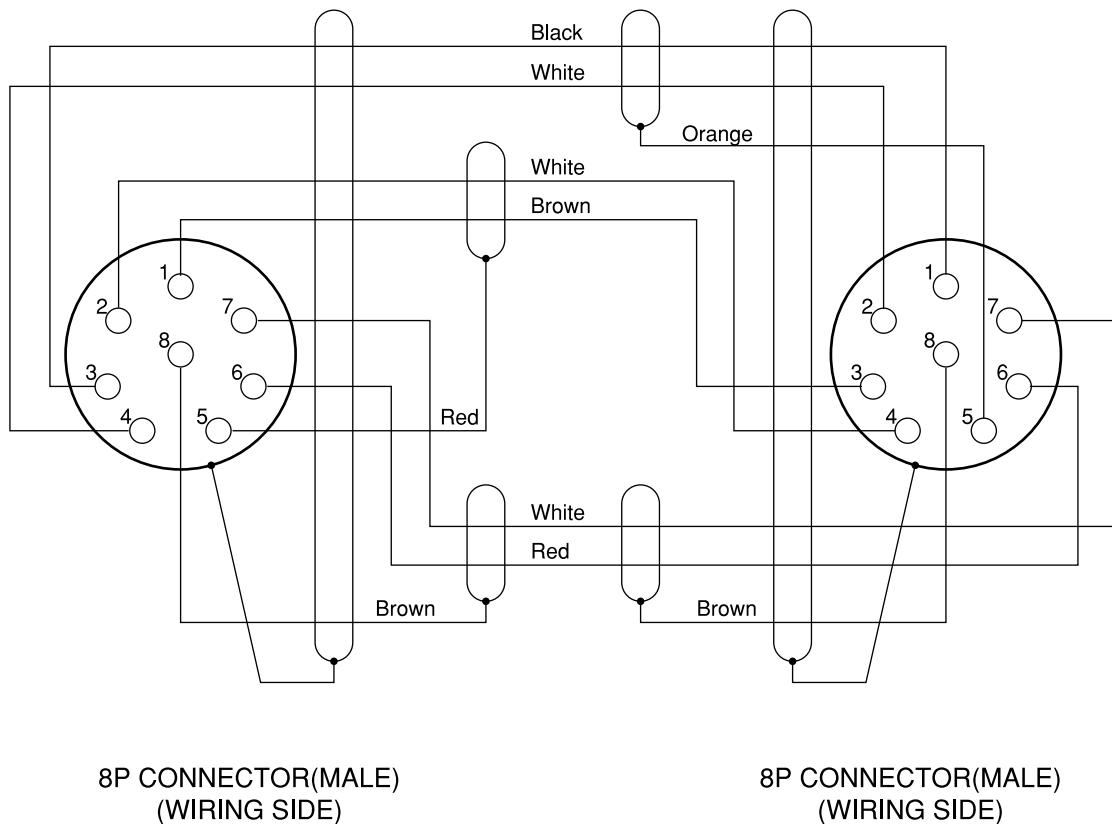 Black
White
Orange
White
Brown
1
2
7
8
3
6
4
5
1
2
7
8
3
6
4
5
Red
White
Red
Brown
Brown
8P CONNECTOR(MALE)
(WIRING SIDE)
8P CONNECTOR(MALE)
(WIRING SIDE)